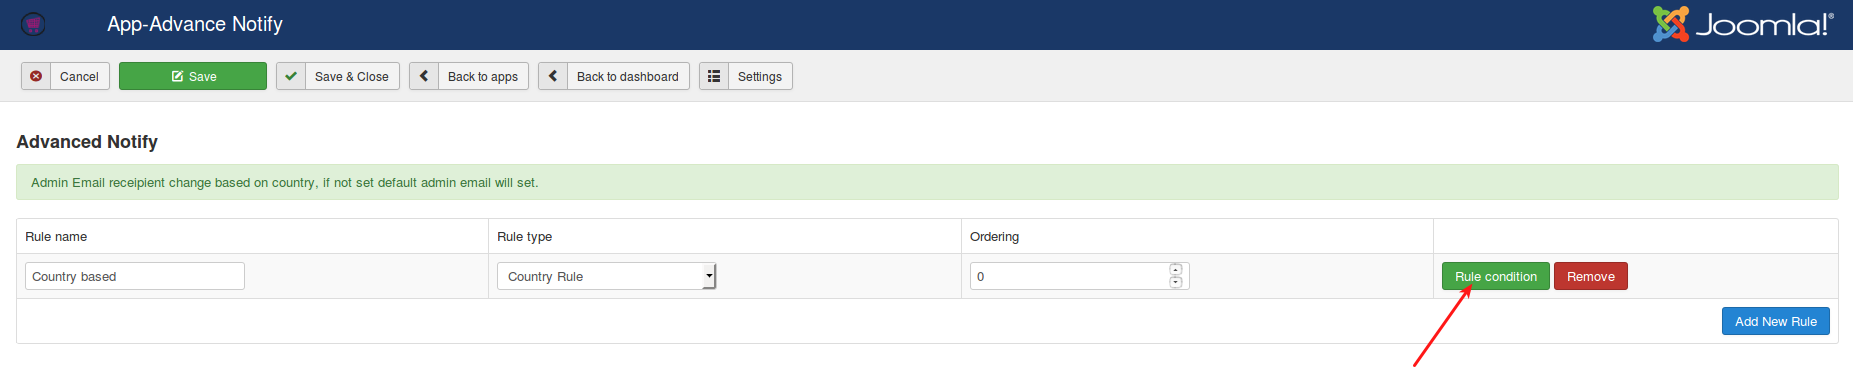 App-Advance Notify
Joomla!®
Cancel
Save
Save & Close
Back to apps
Back to dashboard
Settings
Advanced Notify
Admin Email receipient change based on country, if not set default admin email will set.
Rule name Rule type Ordering
Country based Country Rule 0 Rule condition Remove
Add New Rule